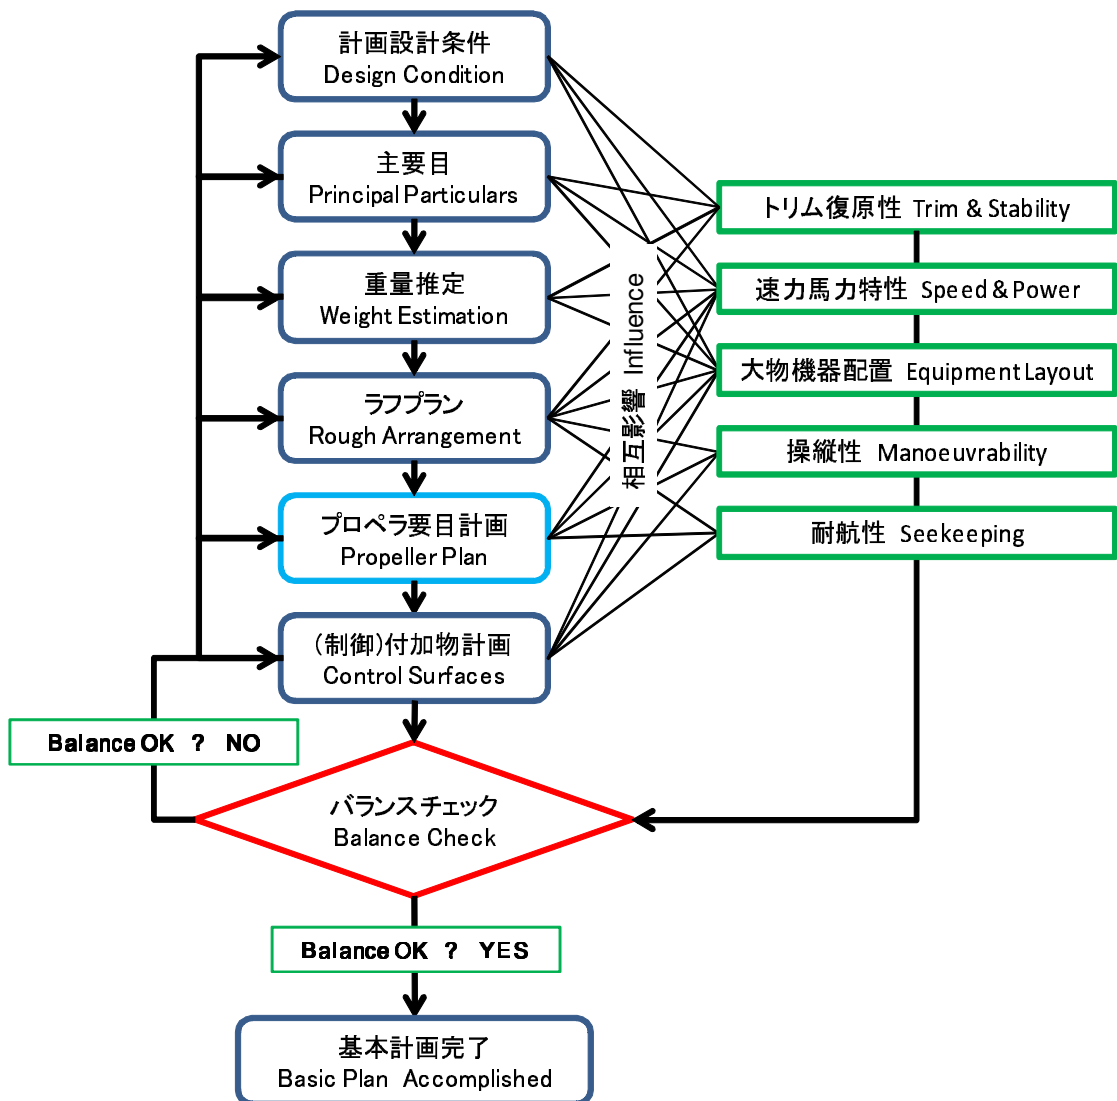 計画設計条件
Design Condition
主要目
Principal Particulars
重量推定
Weight Estimation
ラフプラン
Rough Arrangement
プロペラ要目計画
Propeller Plan
(制御)付加物計画
Control Surfaces
相互影響 Influence
トリム復原性 Trim & Stability
速力馬力特性 Speed & Power
大物機器配置 Equipment Layout
操縦性 Manoeuvrability
耐航性 Seekeeping
Balance OK ? NO
バランスチェック
Balance Check
Balance OK ? YES
基本計画完了
Basic Plan Accomplished